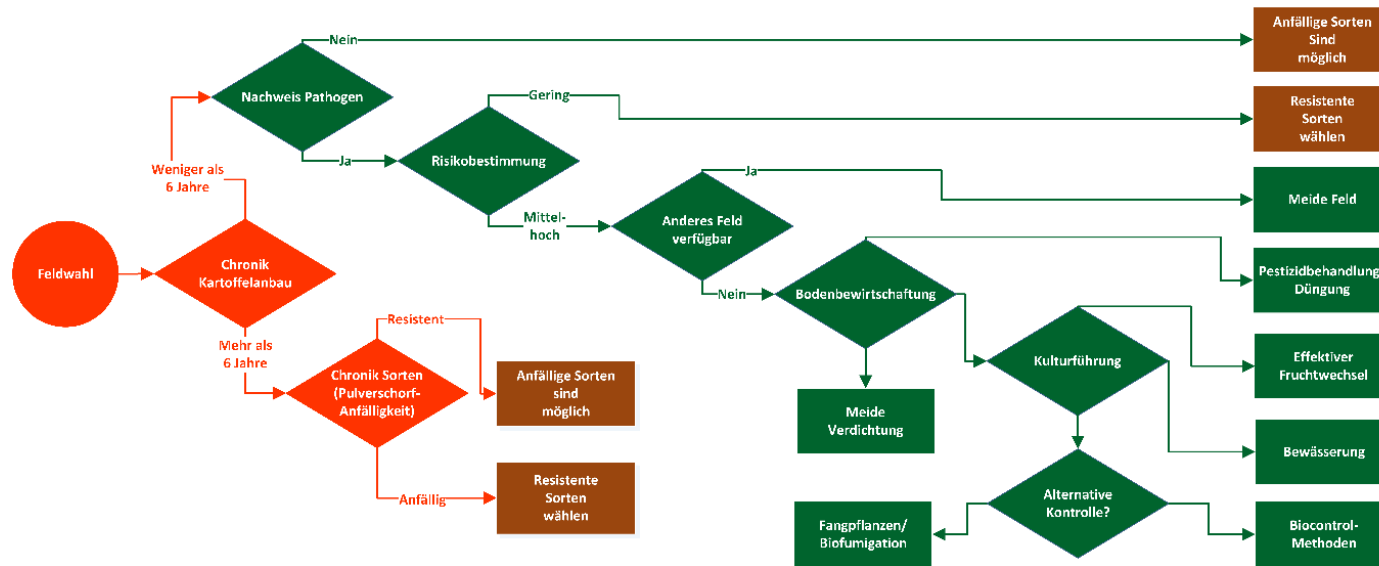 Nein
Anfällige Sorten
Sind
möglich
Nachweis Pathogen
Gering
Resistente
Sorten
wählen
Ja
Risikobestimmung
Weniger als
6 Jahre
Ja
Meide Feld
Mittel-
hoch
Anderes Feld
verfügbar
Feldwahl
Chronik
Kartoffelanbau
Nein
Bodenbewirtschaftung
Pestizidbehandlung
Düngung
Resistent
Mehr als
6 Jahre
Chronik Sorten
(Pulverschorf-
Anfälligkeit)
Anfällige Sorten
sind
möglich
Kulturführung
Effektiver
Fruchtwechsel
Meide
Verdichtung
Bewässerung
Anfällig
Resistente
Sorten
wählen
Alternative
Kontrolle?
Fangpflanzen/
Biofumigation
Biocontrol-
Methoden